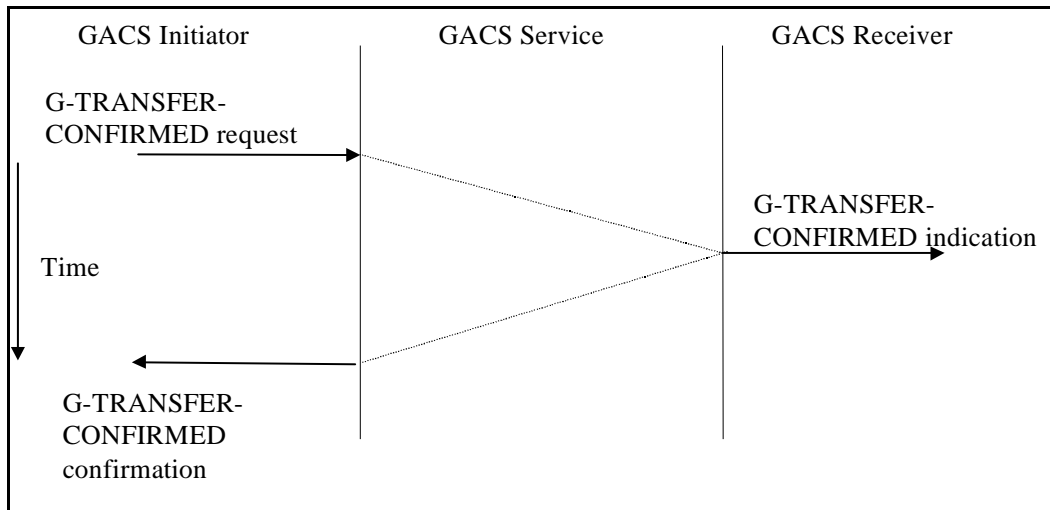 GACS Initiator
GACS Service
GACS Receiver
G-TRANSFER-
CONFIRMED request
G-TRANSFER-
CONFIRMED indication
Time
G-TRANSFER-
CONFIRMED
confirmation